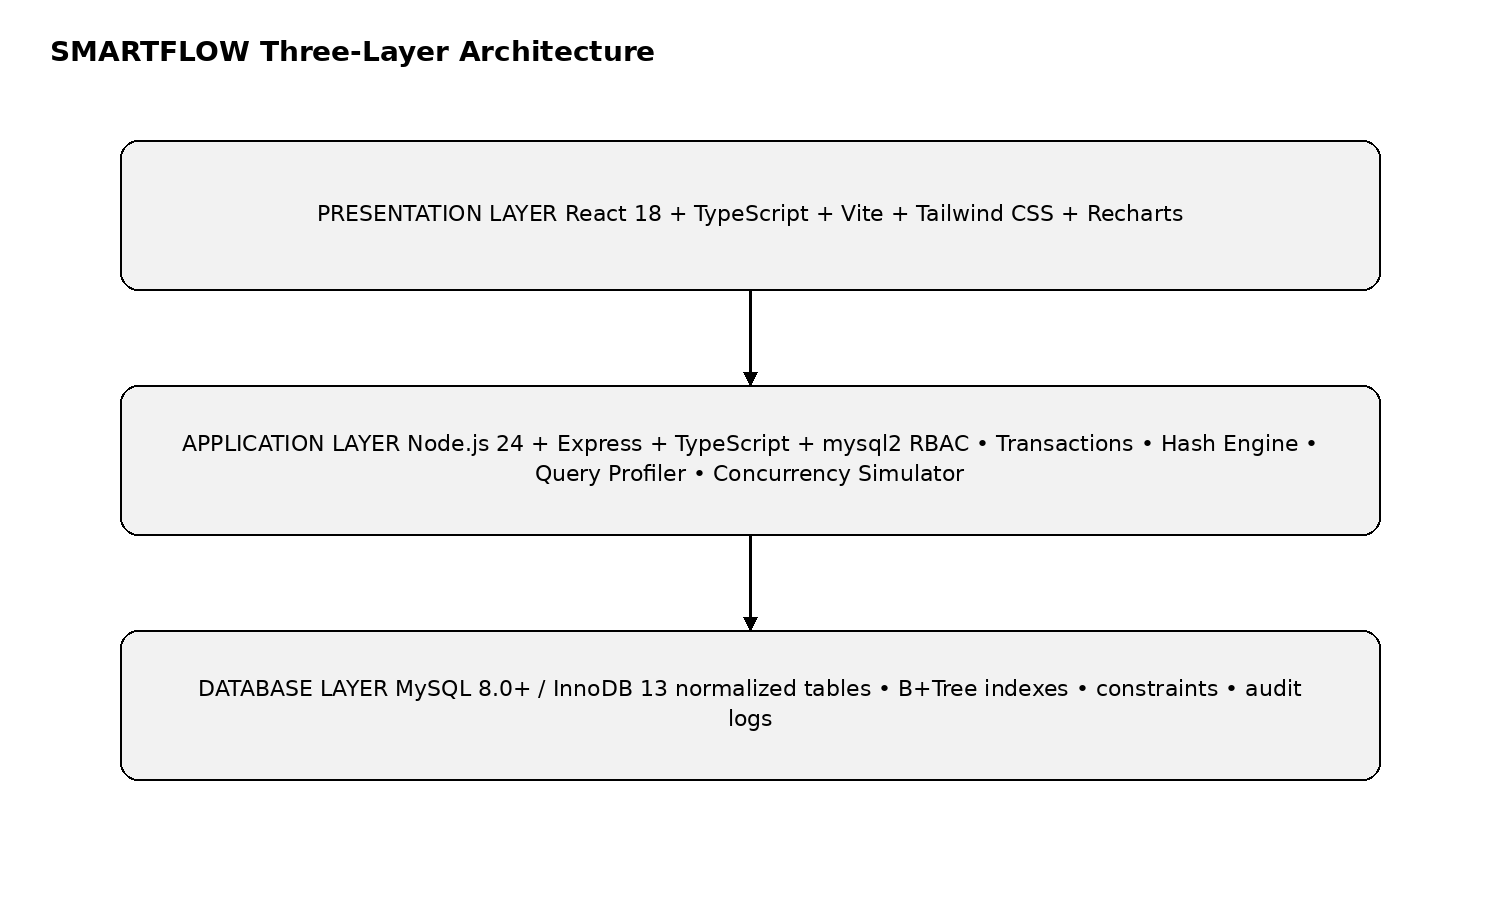 SMARTFLOW Three-Layer Architecture
PRESENTATION LAYER React 18 + TypeScript + Vite + Tailwind CSS + Recharts
APPLICATION LAYER Node.js 24 + Express + TypeScript + mysql2 RBAC • Transactions • Hash Engine •
Query Profiler • Concurrency Simulator
DATABASE LAYER MySQL 8.0+ / InnoDB 13 normalized tables • B+Tree indexes • constraints • audit
logs